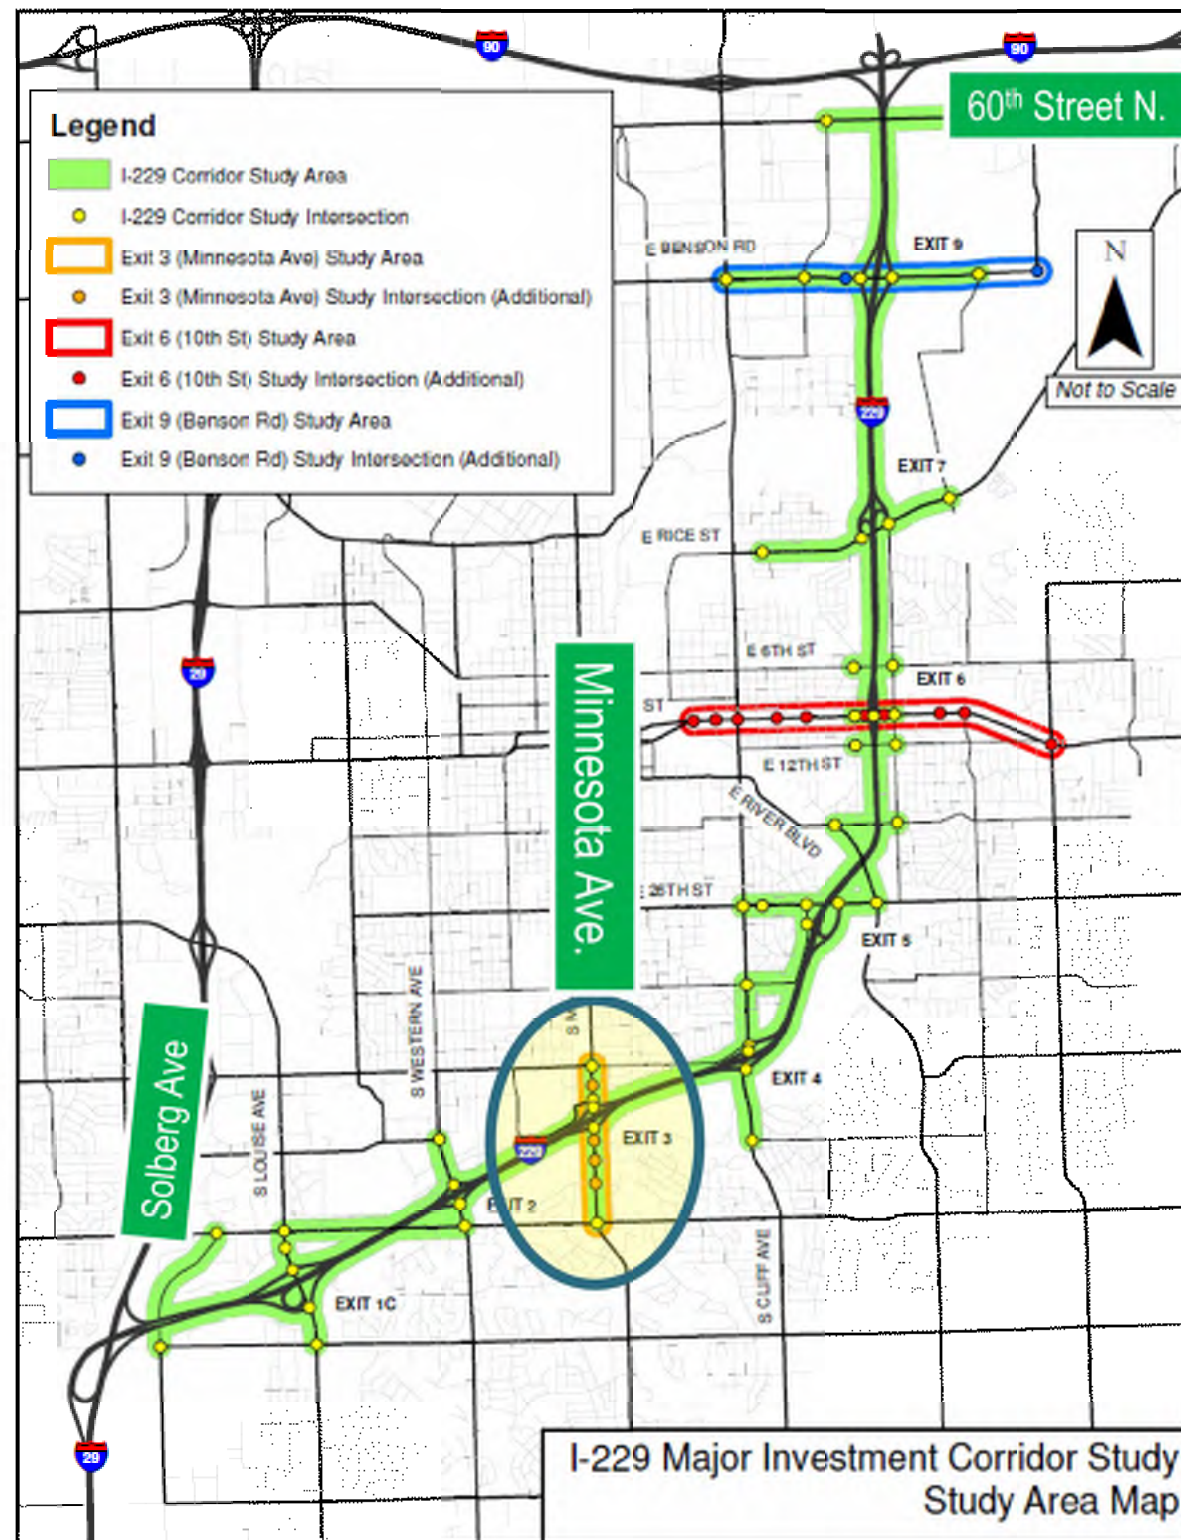 90
90
60th Street N.
Legend
I-229 Corridor Study Area
I-229 Corridor Study Intersection
Exit 3 (Minnesota Ave) Study Area
Exit 3 (Minnesota Ave) Study Intersection (Additional)
Exit 6 (10th St) Study Area
Exit 6 (10th St) Study Intersection (Additional)
Exit 9 (Benson Rd) Study Area
Exit 9 (Benson Rd) Study Intersection (Additional)
E BENSON RD
EXIT 9
N
Not to Scale
229
EXIT 7
E RICE ST
E 6TH ST
29
EXIT 6
ST
Minnesota Ave.
E 12TH ST
E RIVER BLVD
26TH ST
EXIT 5
S WESTERN AVE
S M
Solberg Ave
S LOUISE AVE
EXIT 4
EXIT 3
229
EXIT 2
S CLIFF AVE
EXIT 1C
29
I-229 Major Investment Corridor Study
Study Area Map